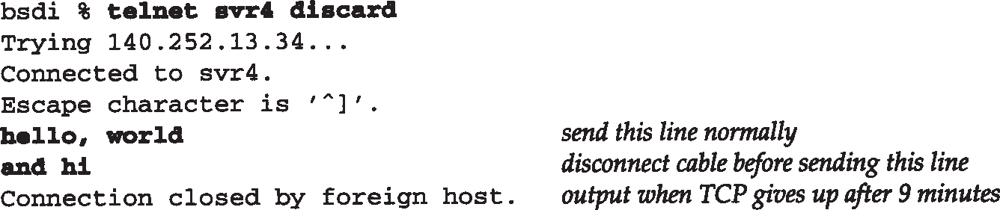 bsdi % telnet svr4 discard
Trying 140.252.13.34...
Connected to svr4.
Escape character is '^]'.
hello, world send this line normally
and hi disconnect cable before sending this line
Connection closed by foreign host. output when TCP gives up after 9 minutes